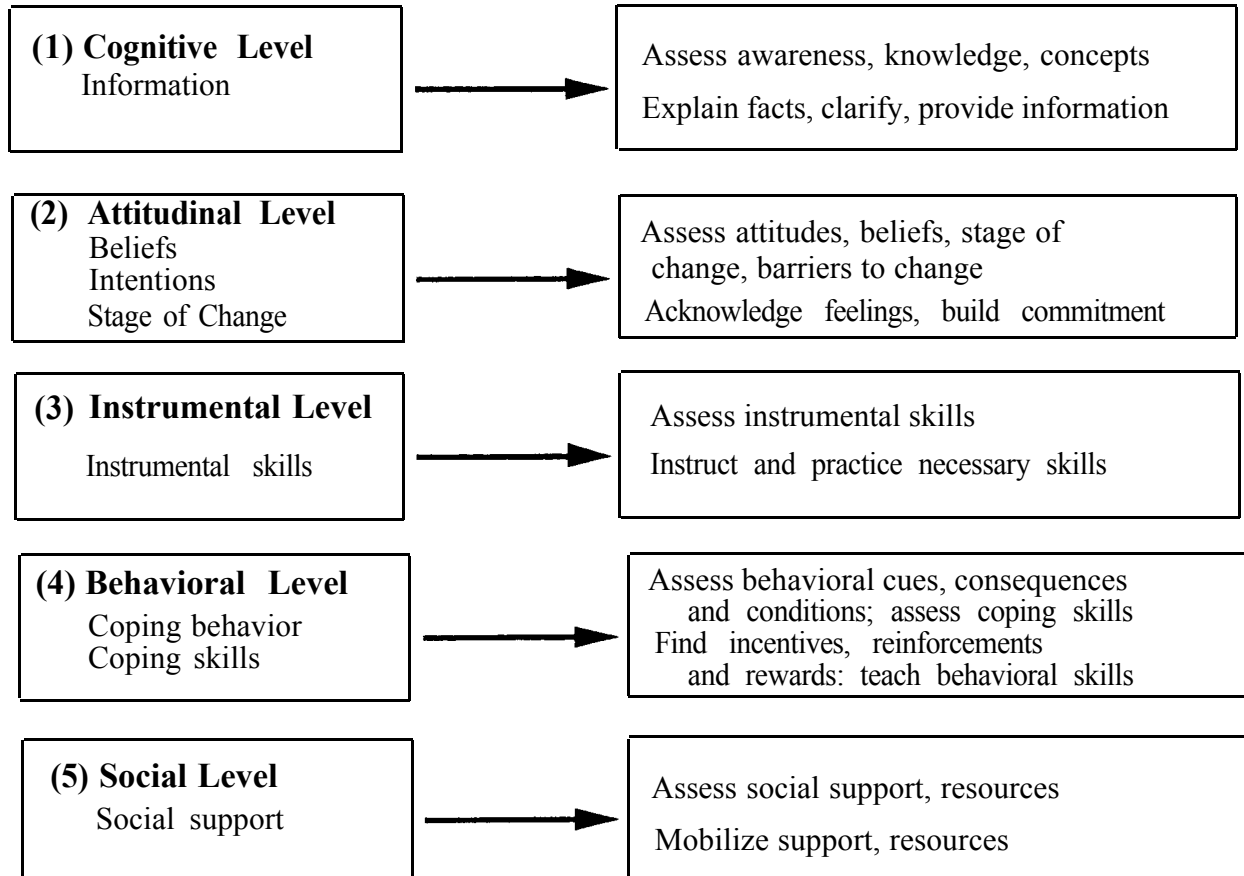 (1) Cognitive Level
Information
Assess awareness, knowledge, concepts
Explain facts, clarify, provide information
(2) Attitudinal Level
Beliefs
Intentions
Stage of Change
Assess attitudes, beliefs, stage of
change, barriers to change
Acknowledge feelings, build commitment
(3) Instrumental Level
Instrumental skills
Assess instrumental skills
Instruct and practice necessary skills
(4) Behavioral Level
Coping behavior
Coping skills
Assess behavioral cues, consequences
and conditions; assess coping skills
Find incentives, reinforcements
and rewards: teach behavioral skills
(5) Social Level
Social support
Assess social support, resources
Mobilize support, resources